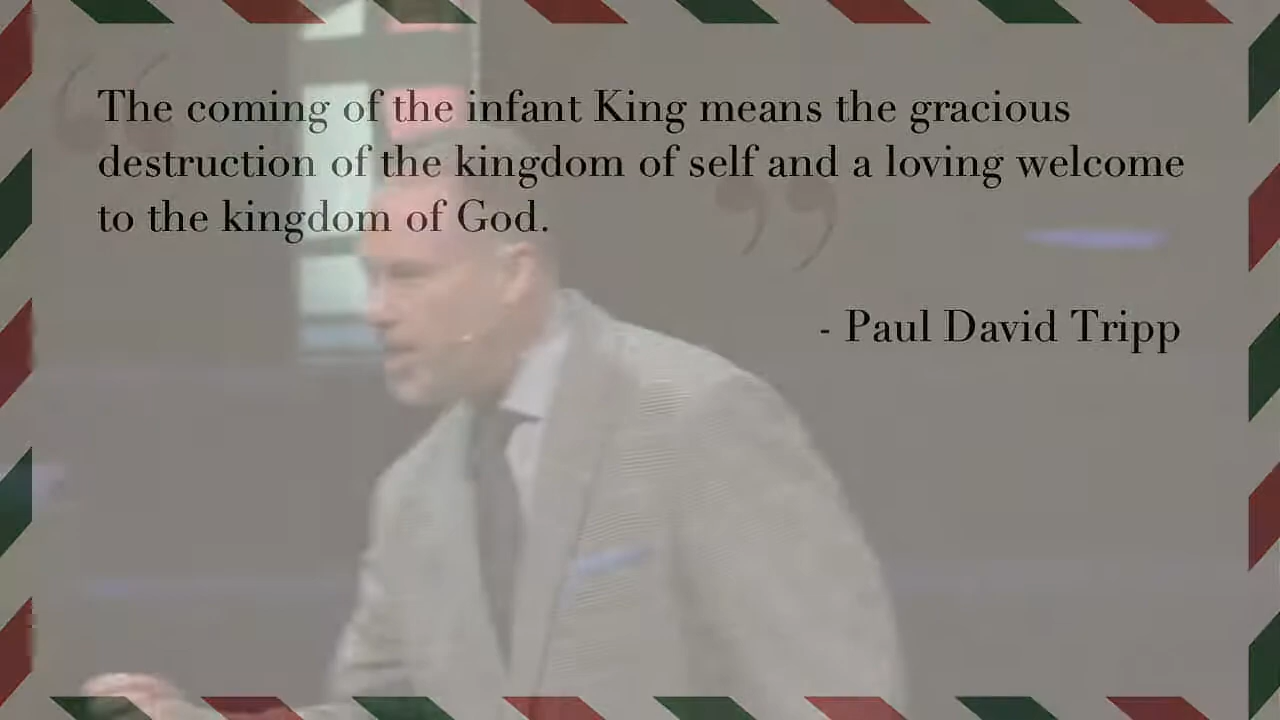 The coming of the infant King means the gracious
destruction of the kingdom of self and a loving welcome
to the kingdom of God.
- Paul David Tripp